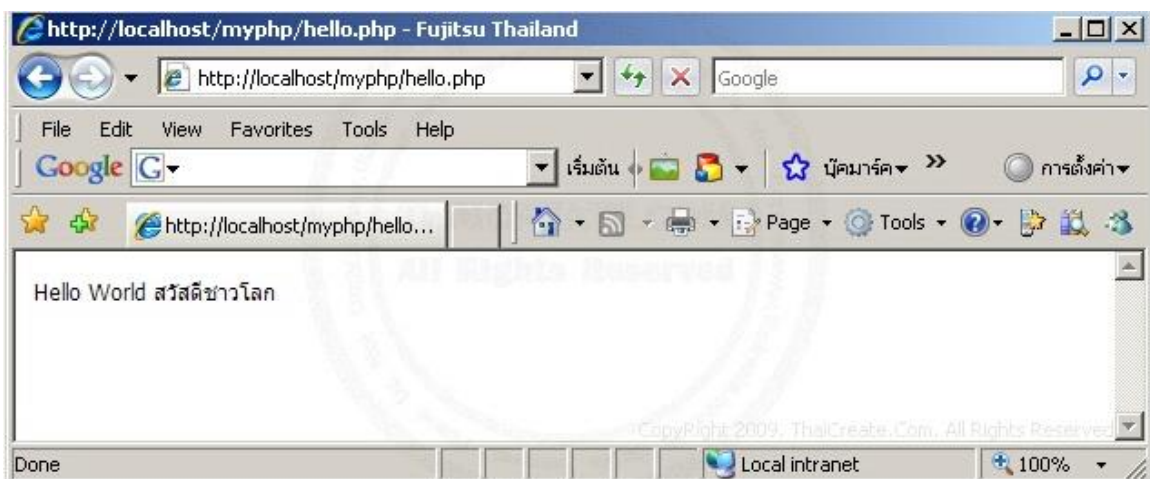 http://localhost/myphp/hello.php - Fujitsu Thailand
http://localhost/myphp/hello.php Google
File Edit View Favorites Tools Help
Google G เริ่มต้น บุ๊คมาร์ค การตั้งค่า
http://localhost/myphp/hello... Page Tools
All Rights Reserved
Hello World สวัสดีชาวโลก
CopyRight 2009. ThaiCreate.Com. All Rights Reserved
Done Local intranet 100%